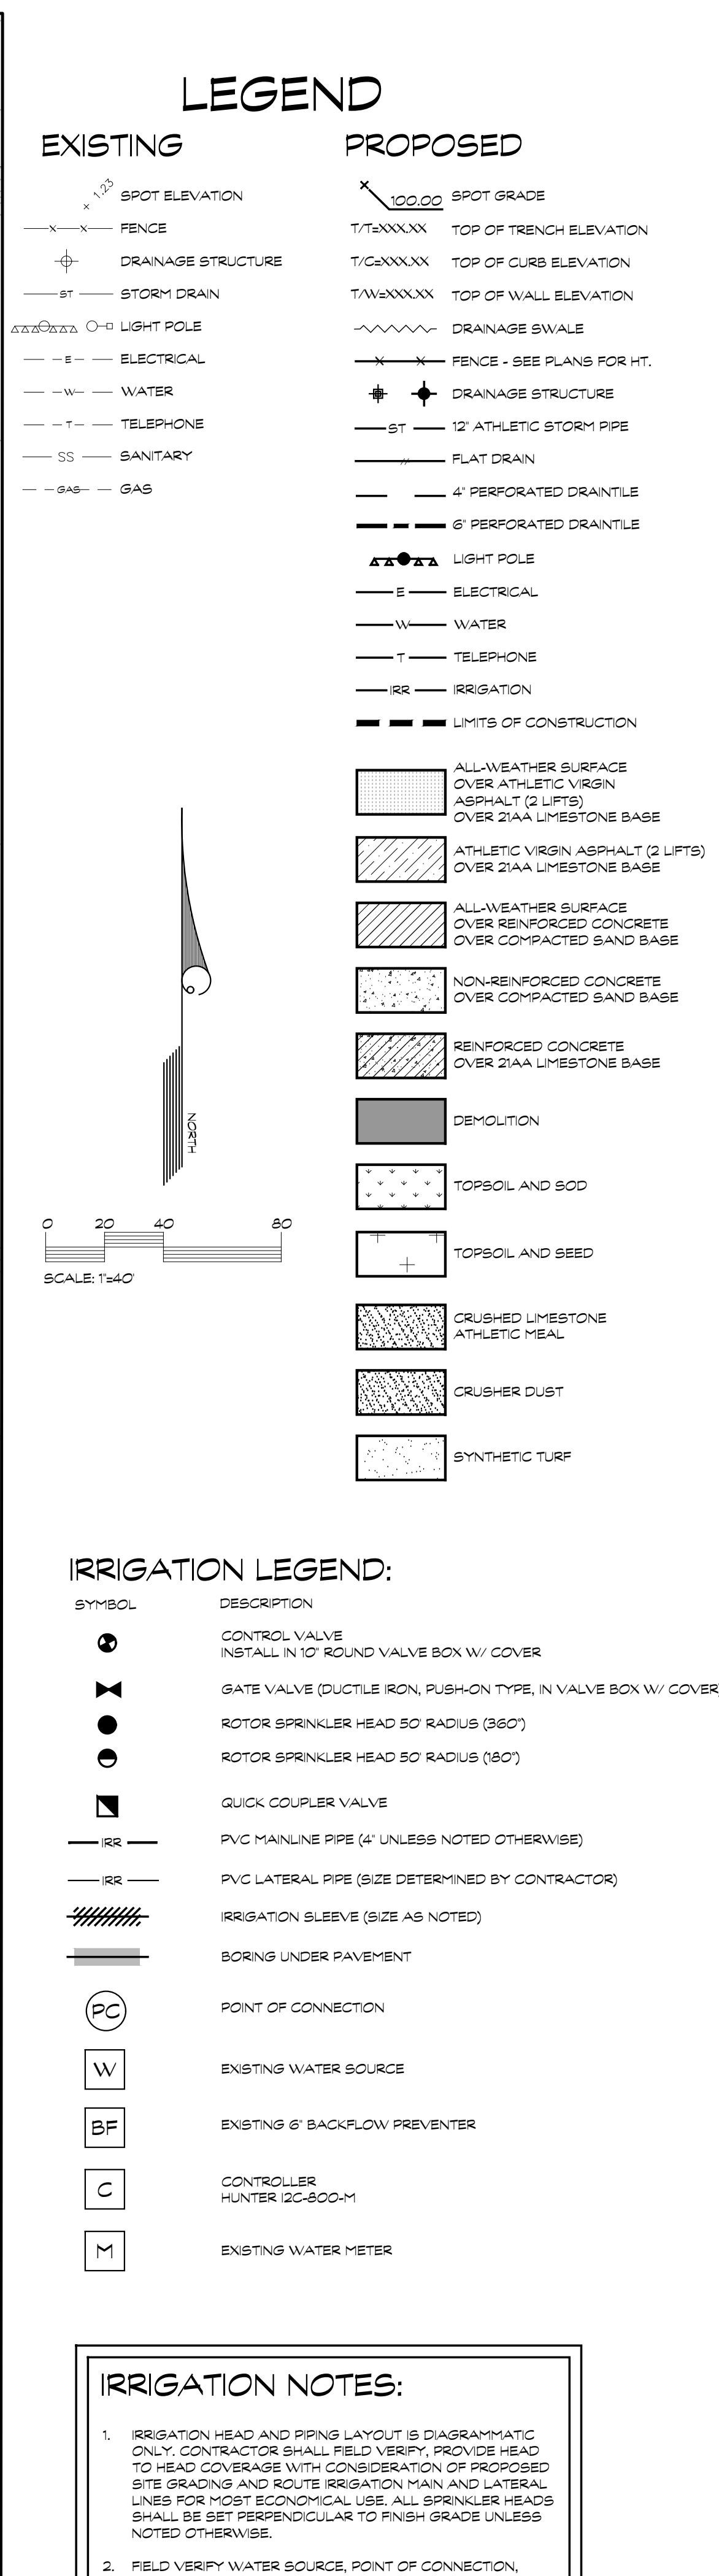 LEGEND
EXISTING
1.23
SPOT ELEVATION
x x FENCE
DRAINAGE STRUCTURE
ST STORM DRAIN
LIGHT POLE
E ELECTRICAL
W WATER
T TELEPHONE
SS SANITARY
GAS GAS
PROPOSED
100.00 SPOT GRADE
T/T=XXX.XX TOP OF TRENCH ELEVATION
T/C=XXX.XX TOP OF CURB ELEVATION
T/W=XXX.XX TOP OF WALL ELEVATION
DRAINAGE SWALE
FENCE - SEE PLANS FOR HT.
DRAINAGE STRUCTURE
ST 12" ATHLETIC STORM PIPE
FLAT DRAIN
4" PERFORATED DRAINTILE
6" PERFORATED DRAINTILE
LIGHT POLE
E ELECTRICAL
W WATER
T TELEPHONE
IRR IRRIGATION
LIMITS OF CONSTRUCTION
ALL-WEATHER SURFACE
OVER ATHLETIC VIRGIN
ASPHALT (2 LIFTS)
OVER 21AA LIMESTONE BASE
ATHLETIC VIRGIN ASPHALT (2 LIFTS)
OVER 21AA LIMESTONE BASE
ALL-WEATHER SURFACE
OVER REINFORCED CONCRETE
OVER COMPACTED SAND BASE
NON-REINFORCED CONCRETE
OVER COMPACTED SAND BASE
REINFORCED CONCRETE
OVER 21AA LIMESTONE BASE
DEMOLITION
TOPSOIL AND SOD
TOPSOIL AND SEED
CRUSHED LIMESTONE
ATHLETIC MEAL
CRUSHER DUST
SYNTHETIC TURF
NORTH
0 20 40 80
SCALE: 1"=40'
IRRIGATION LEGEND:
SYMBOL DESCRIPTION
CONTROL VALVE
INSTALL IN 10" ROUND VALVE BOX W/ COVER
GATE VALVE (DUCTILE IRON, PUSH-ON TYPE, IN VALVE BOX W/ COVER)
ROTOR SPRINKLER HEAD 50' RADIUS (360°)
ROTOR SPRINKLER HEAD 50' RADIUS (180°)
QUICK COUPLER VALVE
IRR PVC MAINLINE PIPE (4" UNLESS NOTED OTHERWISE)
IRR PVC LATERAL PIPE (SIZE DETERMINED BY CONTRACTOR)
IRRIGATION SLEEVE (SIZE AS NOTED)
BORING UNDER PAVEMENT
PC POINT OF CONNECTION
W EXISTING WATER SOURCE
BF EXISTING 6" BACKFLOW PREVENTER
C CONTROLLER
HUNTER I2C-800-M
M EXISTING WATER METER
IRRIGATION NOTES:
1. IRRIGATION HEAD AND PIPING LAYOUT IS DIAGRAMMATIC
ONLY. CONTRACTOR SHALL FIELD VERIFY, PROVIDE HEAD
TO HEAD COVERAGE WITH CONSIDERATION OF PROPOSED
SITE GRADING AND ROUTE IRRIGATION MAIN AND LATERAL
LINES FOR MOST ECONOMICAL USE. ALL SPRINKLER HEADS
SHALL BE SET PERPENDICULAR TO FINISH GRADE UNLESS
NOTED OTHERWISE.
2. FIELD VERIFY WATER SOURCE, POINT OF CONNECTION,